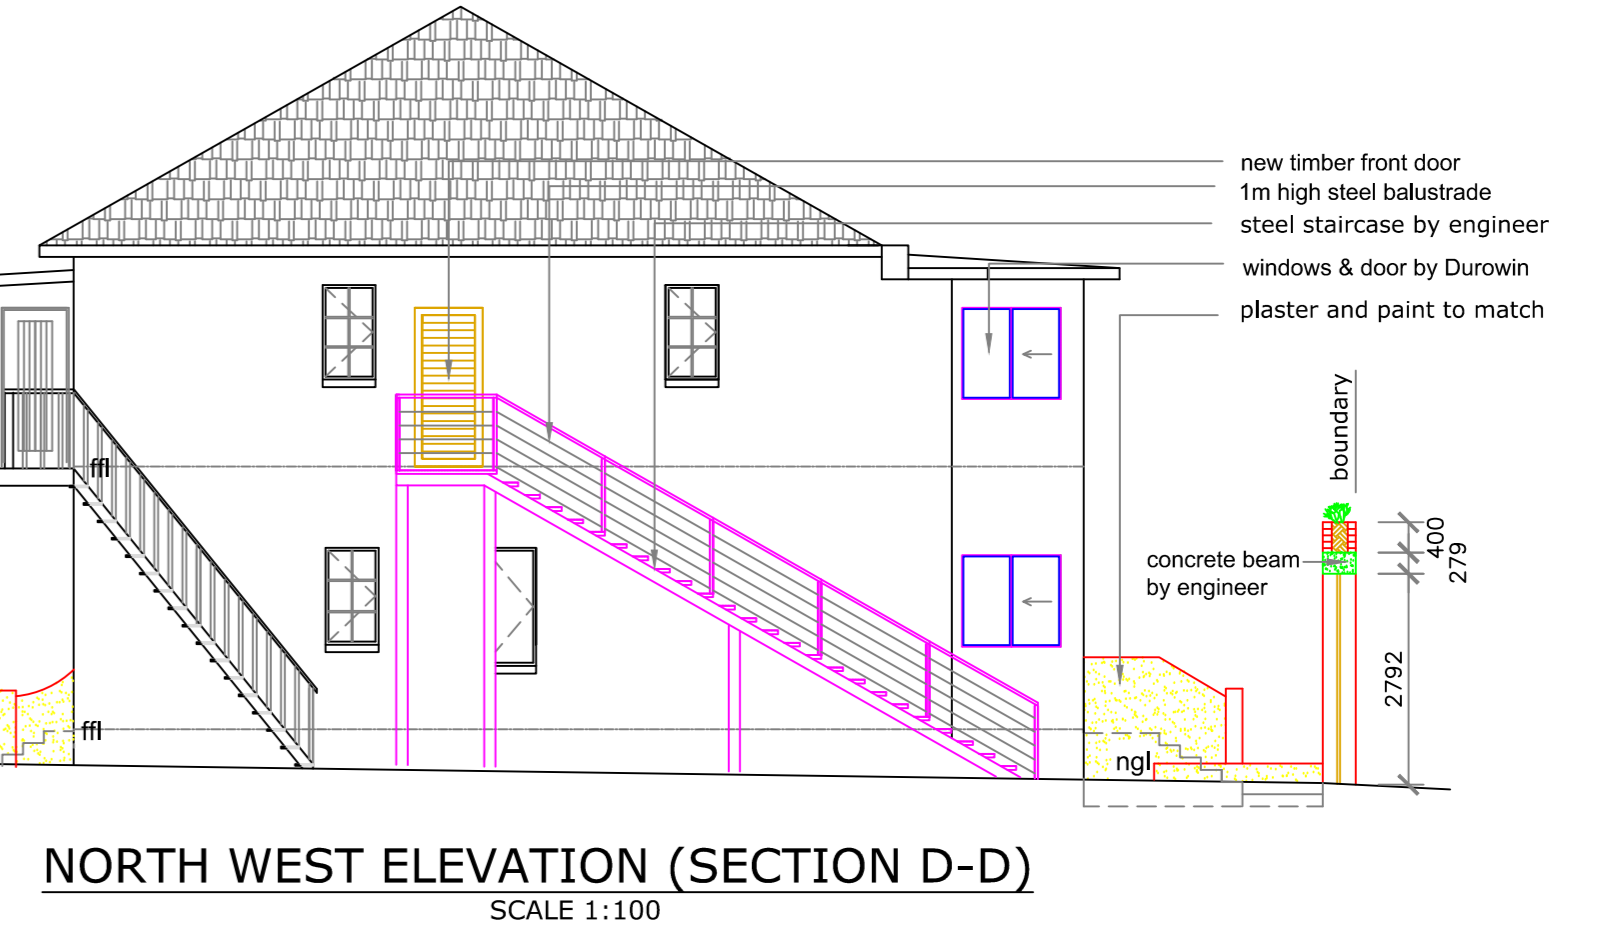 new timber front door
1m high steel balustrade
steel staircase by engineer
windows & door by Durowin
plaster and paint to match
boundary
ffl
400
279
concrete beam
by engineer
2792
ffl
ngl
NORTH WEST ELEVATION (SECTION D-D)
SCALE 1:100